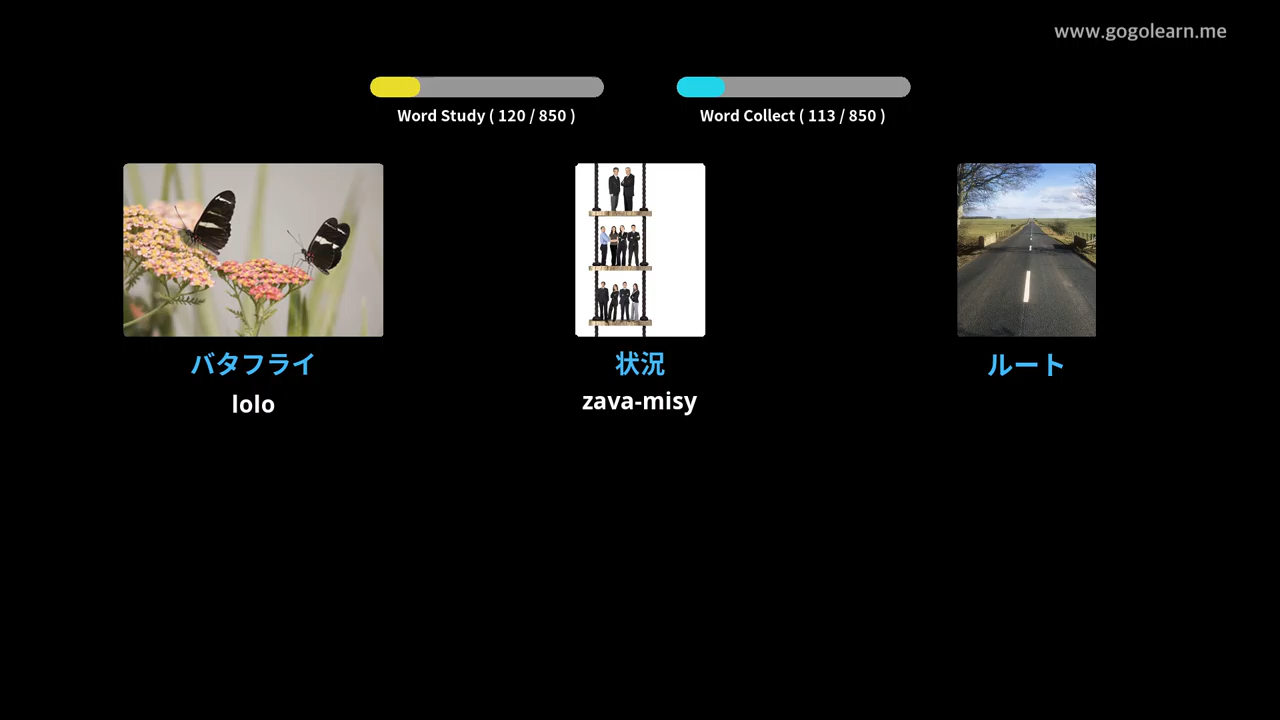 www.gogolearn.me
Word Study ( 120 / 850 )
Word Collect ( 113 / 850 )
バタフライ
lolo
状況
zava-misy
ルート